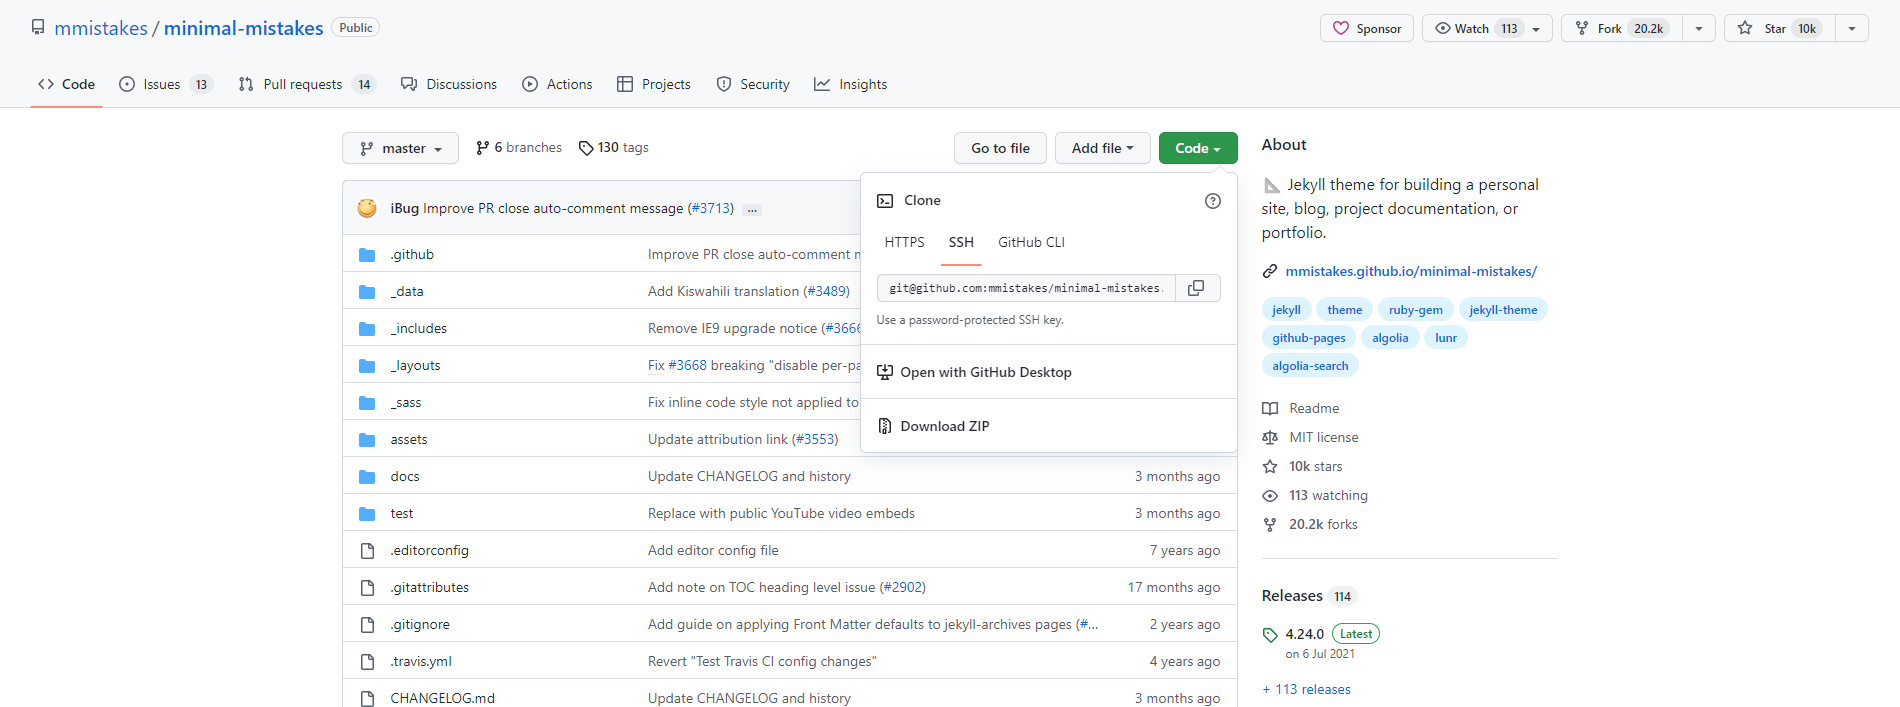 mmistakes / minimal-mistakes Public
Sponsor Watch 113 Fork 20.2k Star 10k
Code Issues 13 Pull requests 14 Discussions Actions Projects Security Insights
master 6 branches 130 tags Go to file Add file Code
iBug Improve PR close auto-comment message (#3713) ...
.github Improve PR close auto-comment
_data Add Kiswahili translation (#3489)
_includes Remove IE9 upgrade notice (#366
_layouts Fix #3668 breaking "disable per-pa
_sass Fix inline code style not applied to
assets Update attribution link (#3553)
docs Update CHANGELOG and history 3 months ago
test Replace with public YouTube video embeds 3 months ago
.editorconfig Add editor config file 7 years ago
.gitattributes Add note on TOC heading level issue (#2902) 17 months ago
.gitignore Add guide on applying Front Matter defaults to jekyll-archives pages (#... 2 years ago
.travis.yml Revert "Test Travis CI config changes" 4 years ago
CHANGELOG.md Update CHANGELOG and history 3 months ago
Clone
HTTPS SSH GitHub CLI
git@github.com:mmistakes/minimal-mistakes.
Use a password-protected SSH key.
Open with GitHub Desktop
Download ZIP
About
Jekyll theme for building a personal
site, blog, project documentation, or
portfolio.
mmistakes.github.io/minimal-mistakes/
jekyll theme ruby-gem jekyll-theme
github-pages algolia lunr
algolia-search
Readme
MIT license
10k stars
113 watching
20.2k forks
Releases 114
4.24.0 Latest
on 6 Jul 2021
+ 113 releases